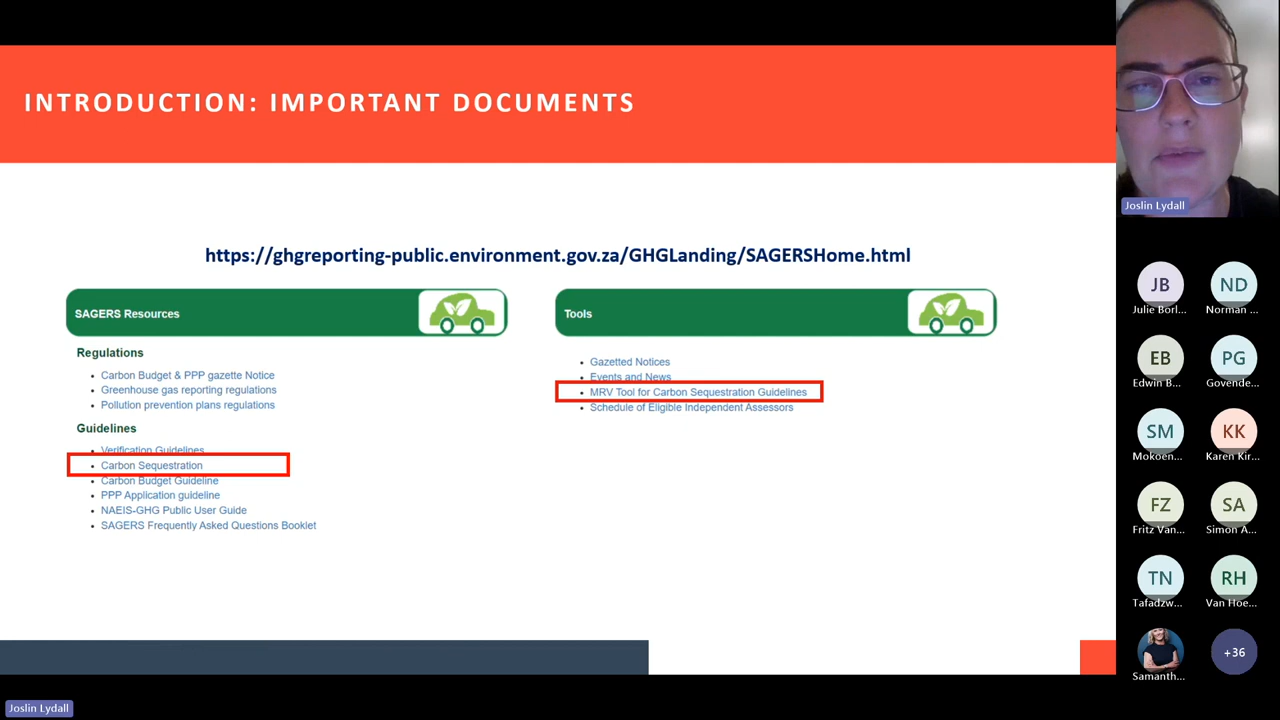 INTRODUCTION: IMPORTANT DOCUMENTS
https://ghgreporting-public.environment.gov.za/GHGLanding/SAGERSHome.html
SAGERS Resources
Regulations
Carbon Budget & PPP gazette Notice
Greenhouse gas reporting regulations
Pollution prevention plans regulations
Guidelines
Verification Guidelines
Carbon Sequestration
Carbon Budget Guideline
PPP Application guideline
NAEIS-GHG Public User Guide
SAGERS Frequently Asked Questions Booklet
Tools
Gazetted Notices
Events and News
MRV Tool for Carbon Sequestration Guidelines
Schedule of Eligible Independent Assessors
Joslin Lydall
JB
Julie Borl...
ND
Norman ...
EB
Edwin B...
PG
Govende...
SM
Mokoen...
KK
Karen Kir...
FZ
Fritz Van...
SA
Simon A...
TN
Tafadzw...
RH
Van Hoe...
Samanth...
+36
Joslin Lydall